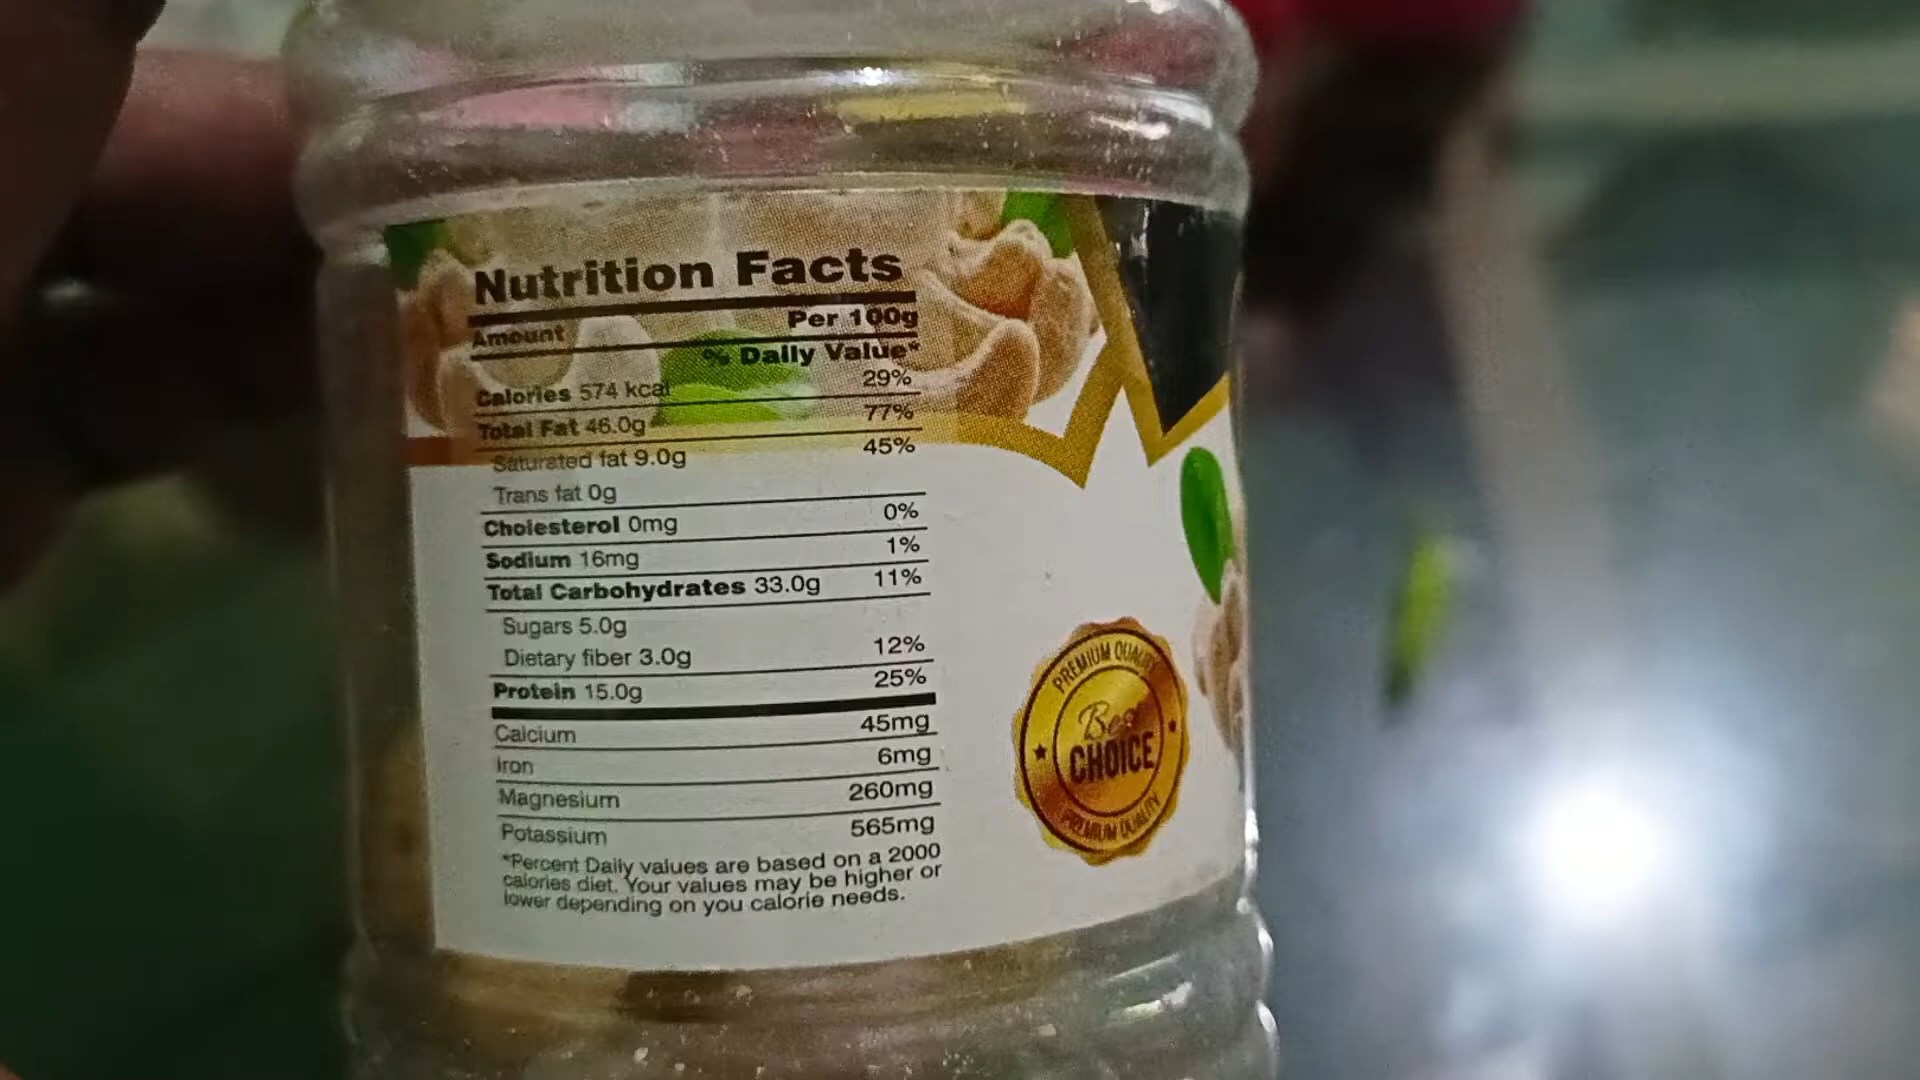 Nutrition Facts
Amount Per 100g
% Daily Value*
Calories 574 kcal 29%
Total Fat 46.0g 77%
Saturated fat 9.0g 45%
Trans fat 0g
Cholesterol 0mg 0%
Sodium 16mg 1%
Total Carbohydrates 33.0g 11%
Sugars 5.0g
Dietary fiber 3.0g 12%
Protein 15.0g 25%
Calcium 45mg
Iron 6mg
Magnesium 260mg
Potassium 565mg
*Percent Daily values are based on a 2000
calories diet. Your values may be higher or
lower depending on you calorie needs.
PREMIUM QUALITY
Best
CHOICE
PREMIUM QUALITY